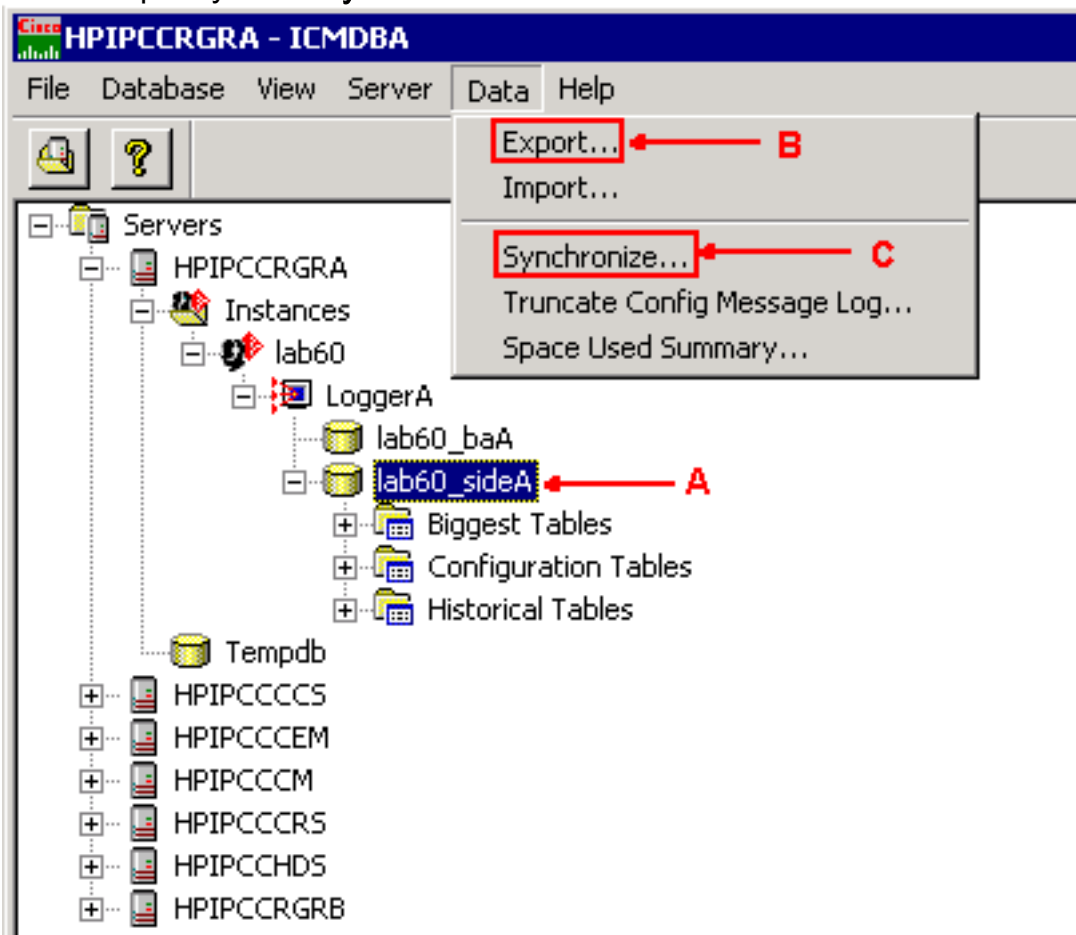 Cisco HPIPCCRGRA - ICMDBA
File Database View Server Data Help
Export... B
Import...
Synchronize... C
Truncate Config Message Log...
Space Used Summary...
Servers
HPIPCCRGRA
Instances
lab60
LoggerA
lab60_baA
lab60_sideA A
Biggest Tables
Configuration Tables
Historical Tables
Tempdb
HPIPCCCCS
HPIPCCCEM
HPIPCCCM
HPIPCCCRS
HPIPCCHDS
HPIPCCRGRB